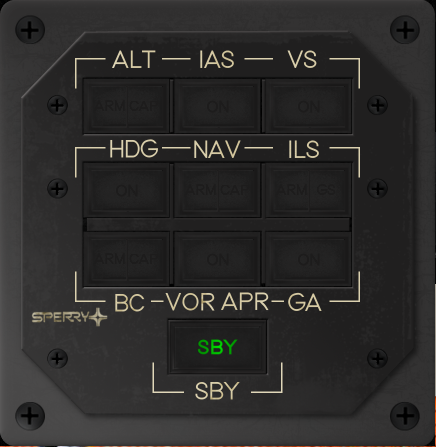 ALT IAS VS
ARM CAP ON ON
HDG NAV ILS
ON ARM CAP ARM GS
ARM CAP ON ON
BC VOR APR GA
SPERRY
SBY
SBY